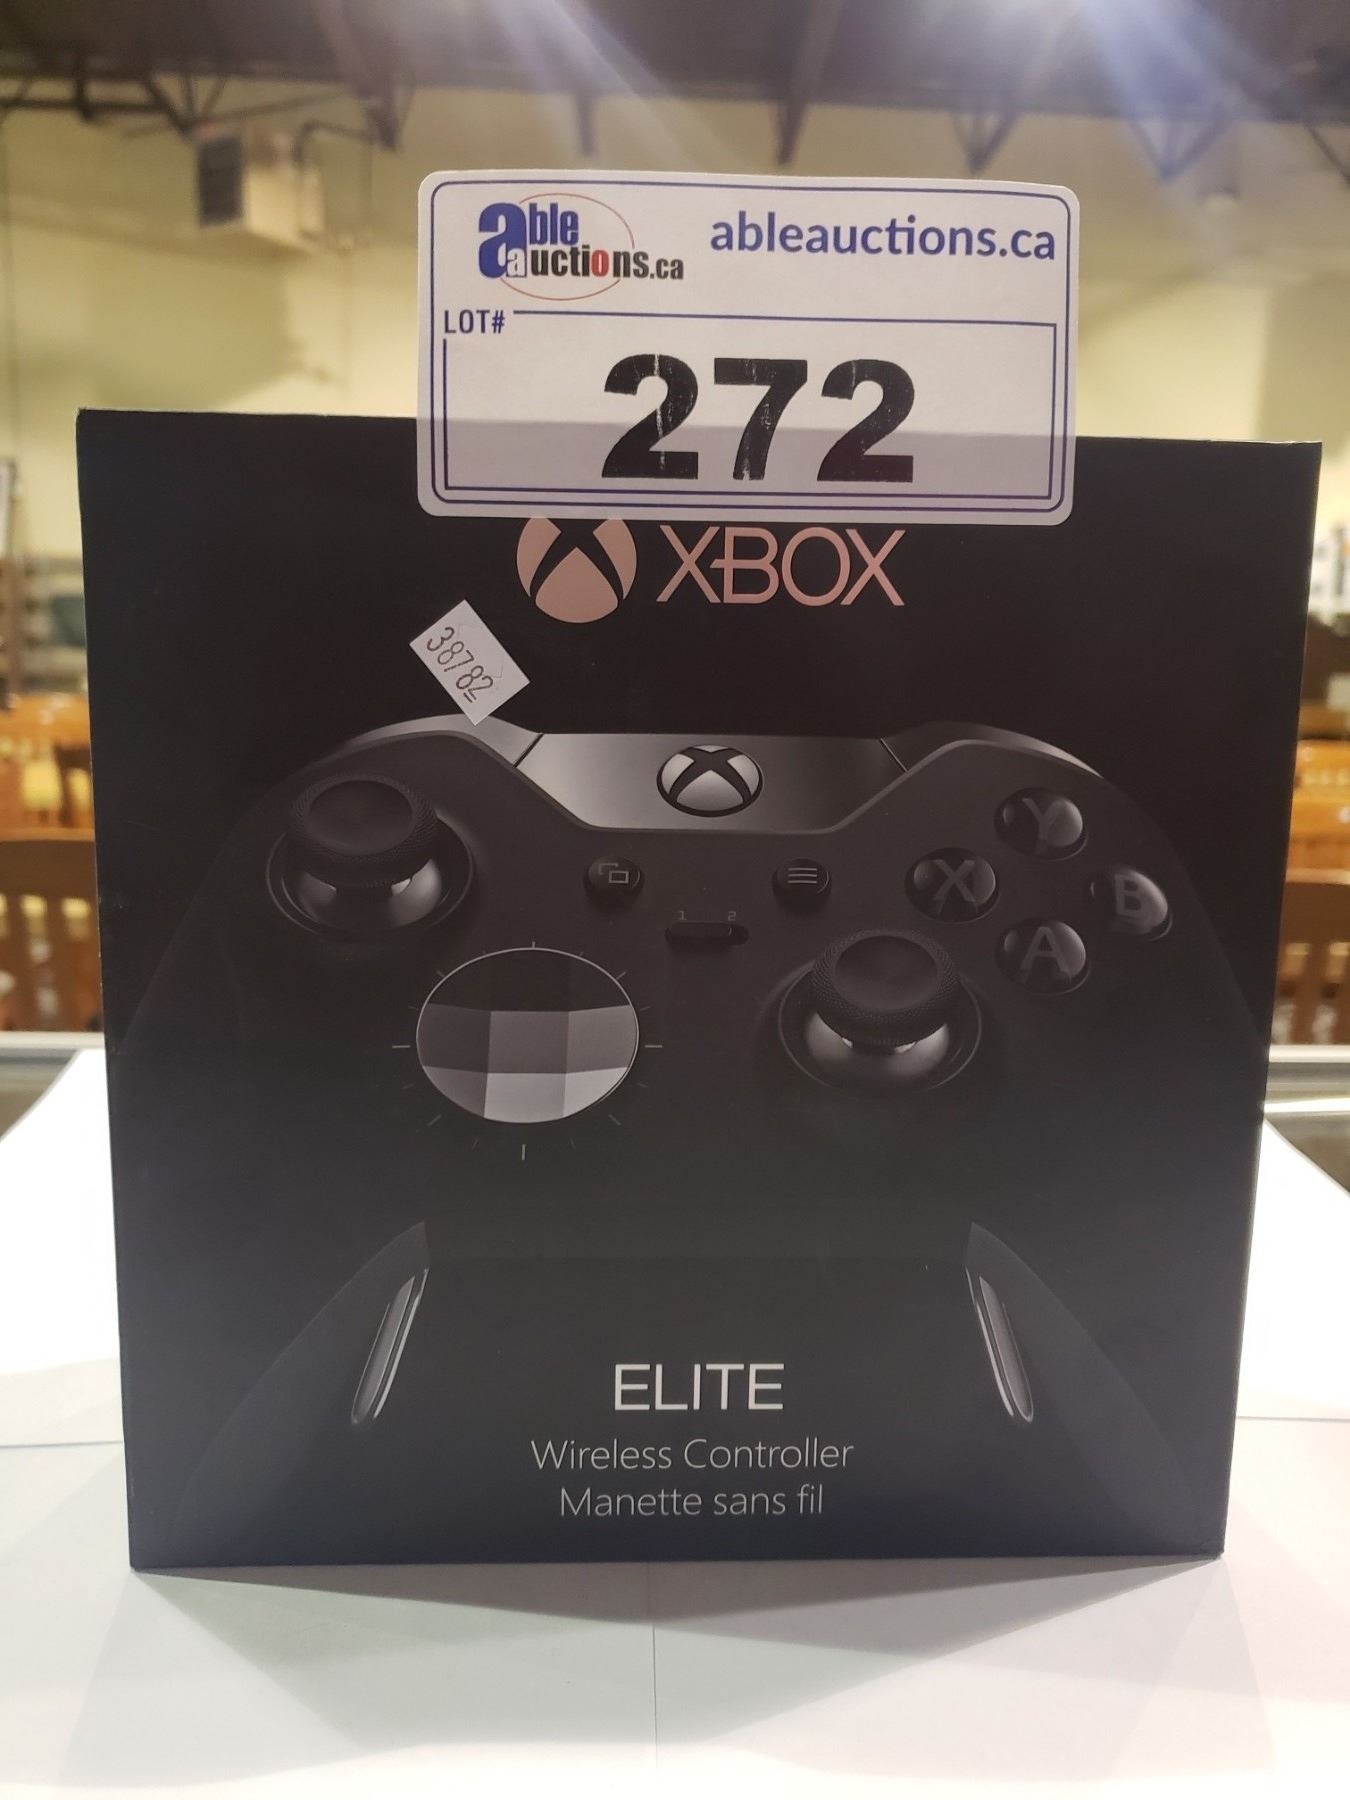 able auctions.ca
ableauctions.ca
LOT#
272
XBOX
38782
Y
X
B
A
1 2
ELITE
Wireless Controller
Manette sans fil